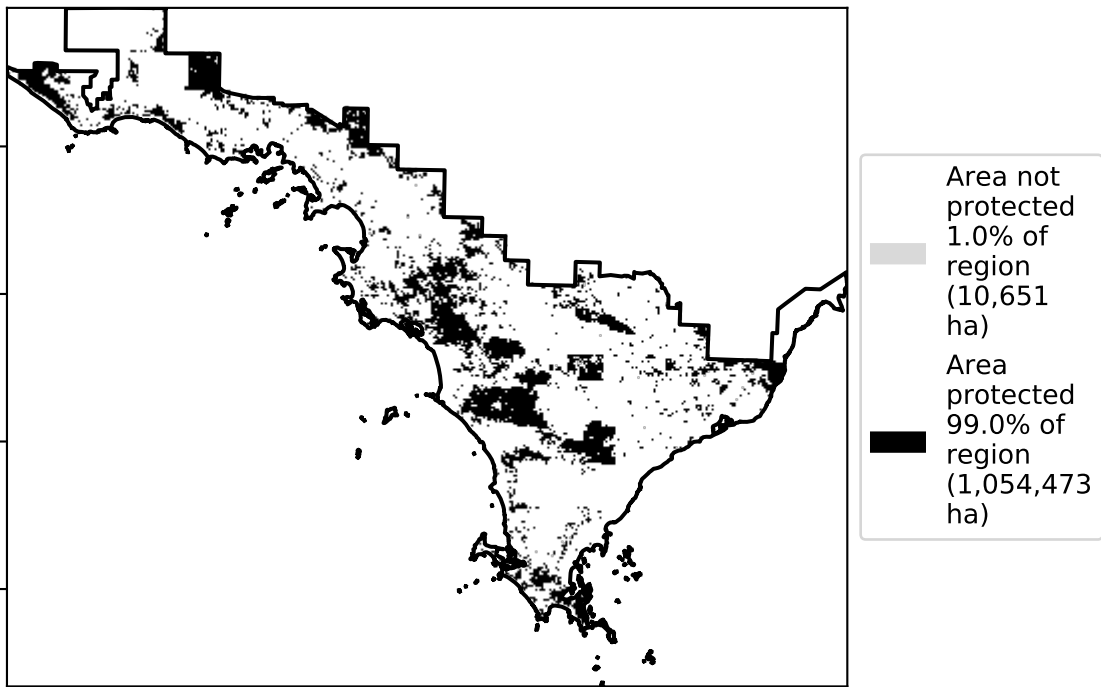 Area not
protected
1.0% of
region
(10,651
ha)
Area
protected
99.0% of
region
(1,054,473
ha)